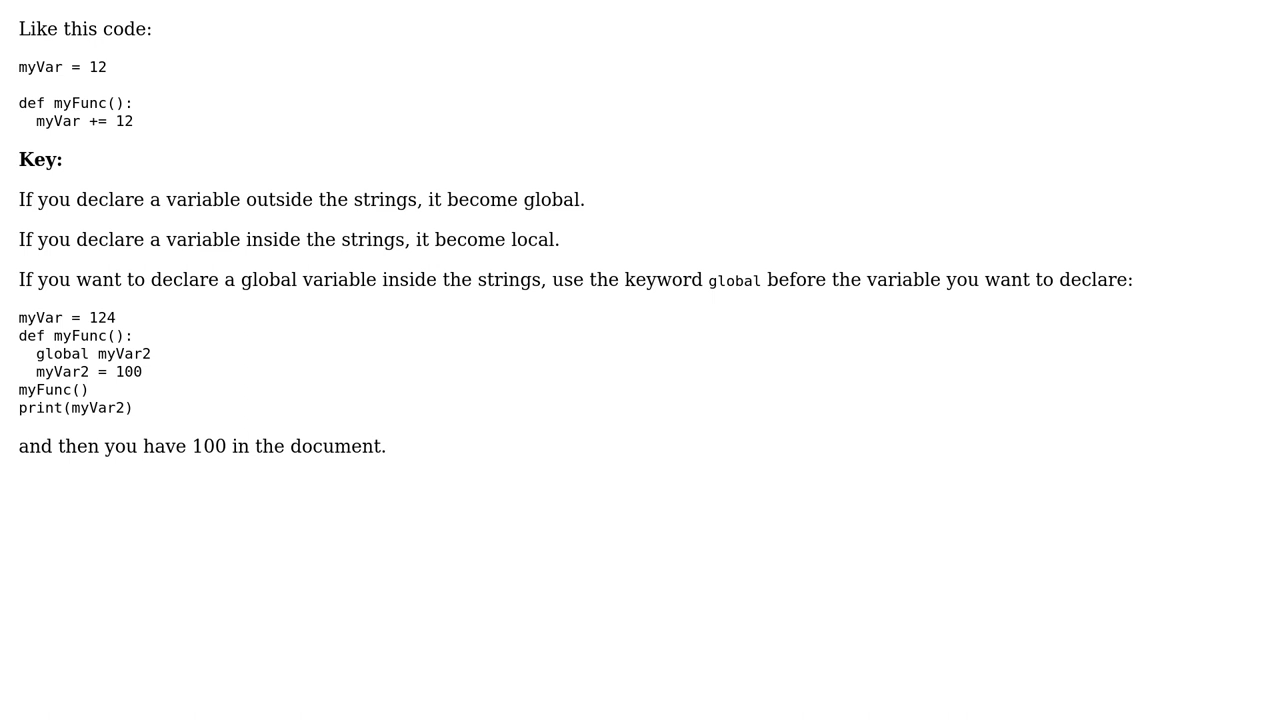 Like this code:
myVar = 12
def myFunc():
  myVar += 12
Key:
If you declare a variable outside the strings, it become global.
If you declare a variable inside the strings, it become local.
If you want to declare a global variable inside the strings, use the keyword global before the variable you want to declare:
myVar = 124
def myFunc():
  global myVar2
  myVar2 = 100
myFunc()
print(myVar2)
and then you have 100 in the document.